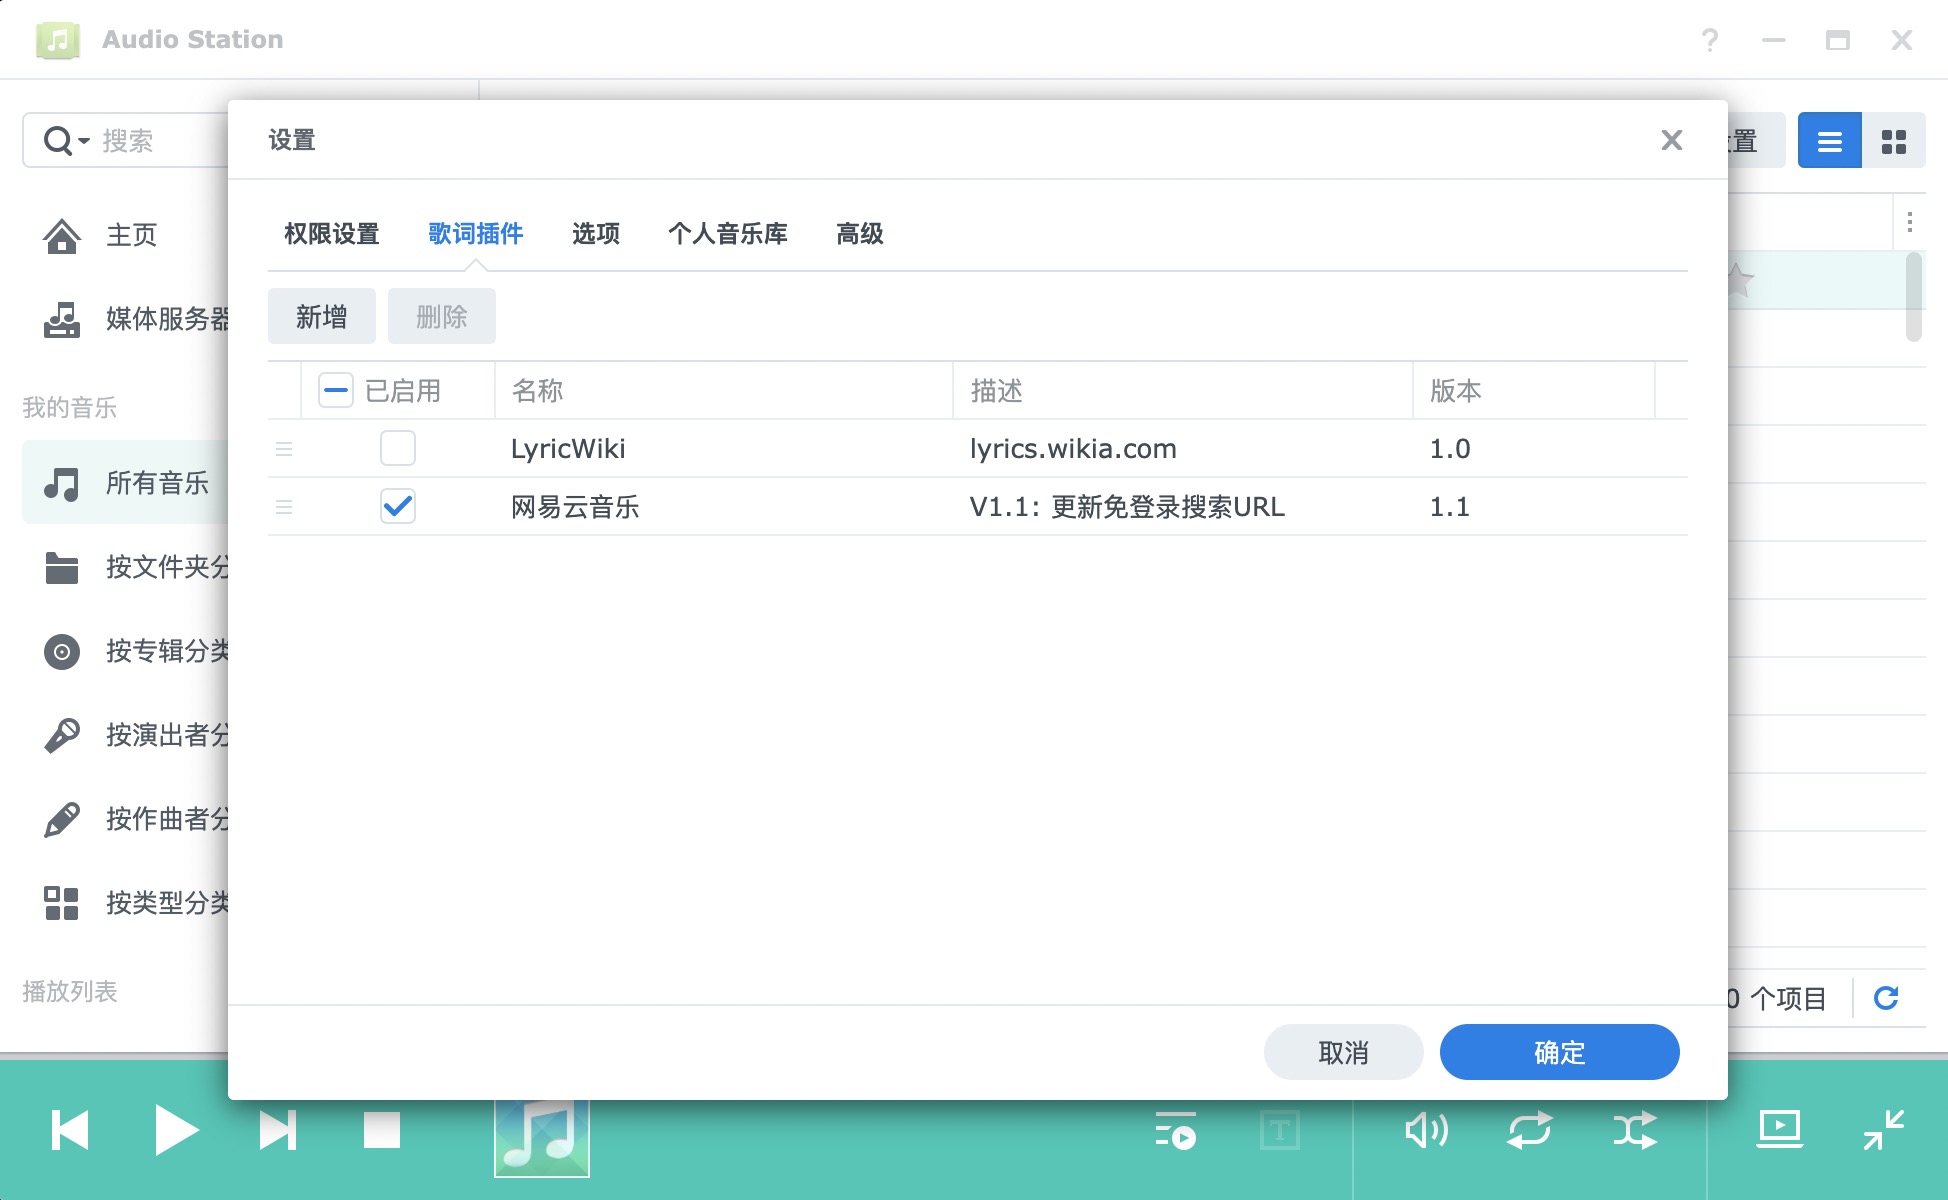 Audio Station
搜索
主页
媒体服务器
我的音乐
所有音乐
按文件夹分
按专辑分类
按演出者分
按作曲者分
按类型分类
播放列表
设置
权限设置 歌词插件 选项 个人音乐库 高级
新增 删除
已启用 名称 描述 版本
LyricWiki lyrics.wikia.com 1.0
网易云音乐 V1.1: 更新免登录搜索URL 1.1
取消 确定
置
0 个项目
T